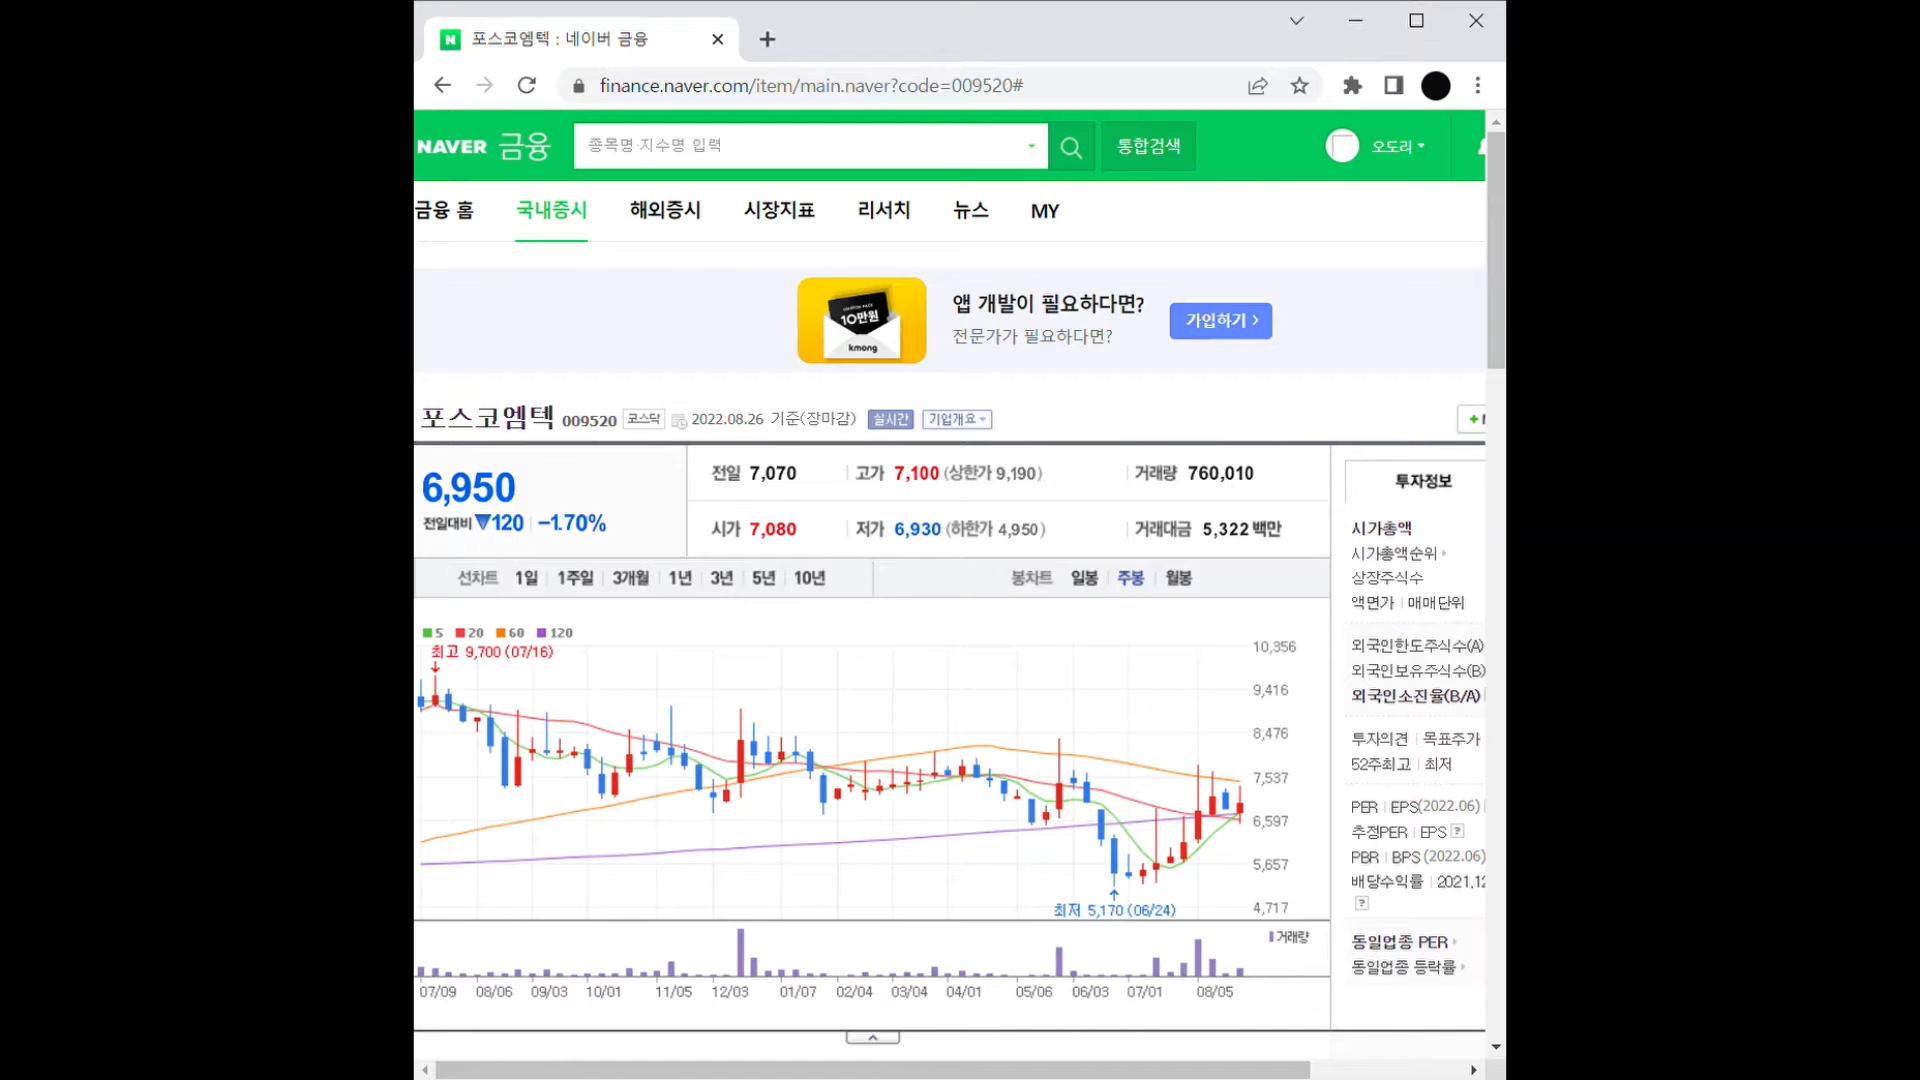 포스코엠텍 : 네이버 금융
finance.naver.com/item/main.naver?code=009520#
NAVER 금융
종목명·지수명 입력
통합검색
오도리
금융 홈 국내증시 해외증시 시장지표 리서치 뉴스 MY
COUPON PACK
10만원
kmong
앱 개발이 필요하다면?
전문가가 필요하다면?
가입하기 >
포스코엠텍 009520 코스닥 2022.08.26 기준(장마감) 실시간 기업개요
6,950
전일대비 ▼120 -1.70%
전일 7,070 고가 7,100 (상한가 9,190) 거래량 760,010
시가 7,080 저가 6,930 (하한가 4,950) 거래대금 5,322 백만
선차트 1일 1주일 3개월 1년 3년 5년 10년 봉차트 일봉 주봉 월봉
5 20 60 120
최고 9,700 (07/16)
10,356
9,416
8,476
7,537
6,597
5,657
4,717
최저 5,170 (06/24)
거래량
07/09 08/06 09/03 10/01 11/05 12/03 01/07 02/04 03/04 04/01 05/06 06/03 07/01 08/05
투자정보
시가총액
시가총액순위
상장주식수
액면가 | 매매단위
외국인한도주식수(A)
외국인보유주식수(B)
외국인소진율(B/A)
투자의견 | 목표주가
52주최고 | 최저
PER | EPS(2022.06)
추정PER | EPS ?
PBR | BPS (2022.06)
배당수익률 | 2021.12
?
동일업종 PER
동일업종 등락률